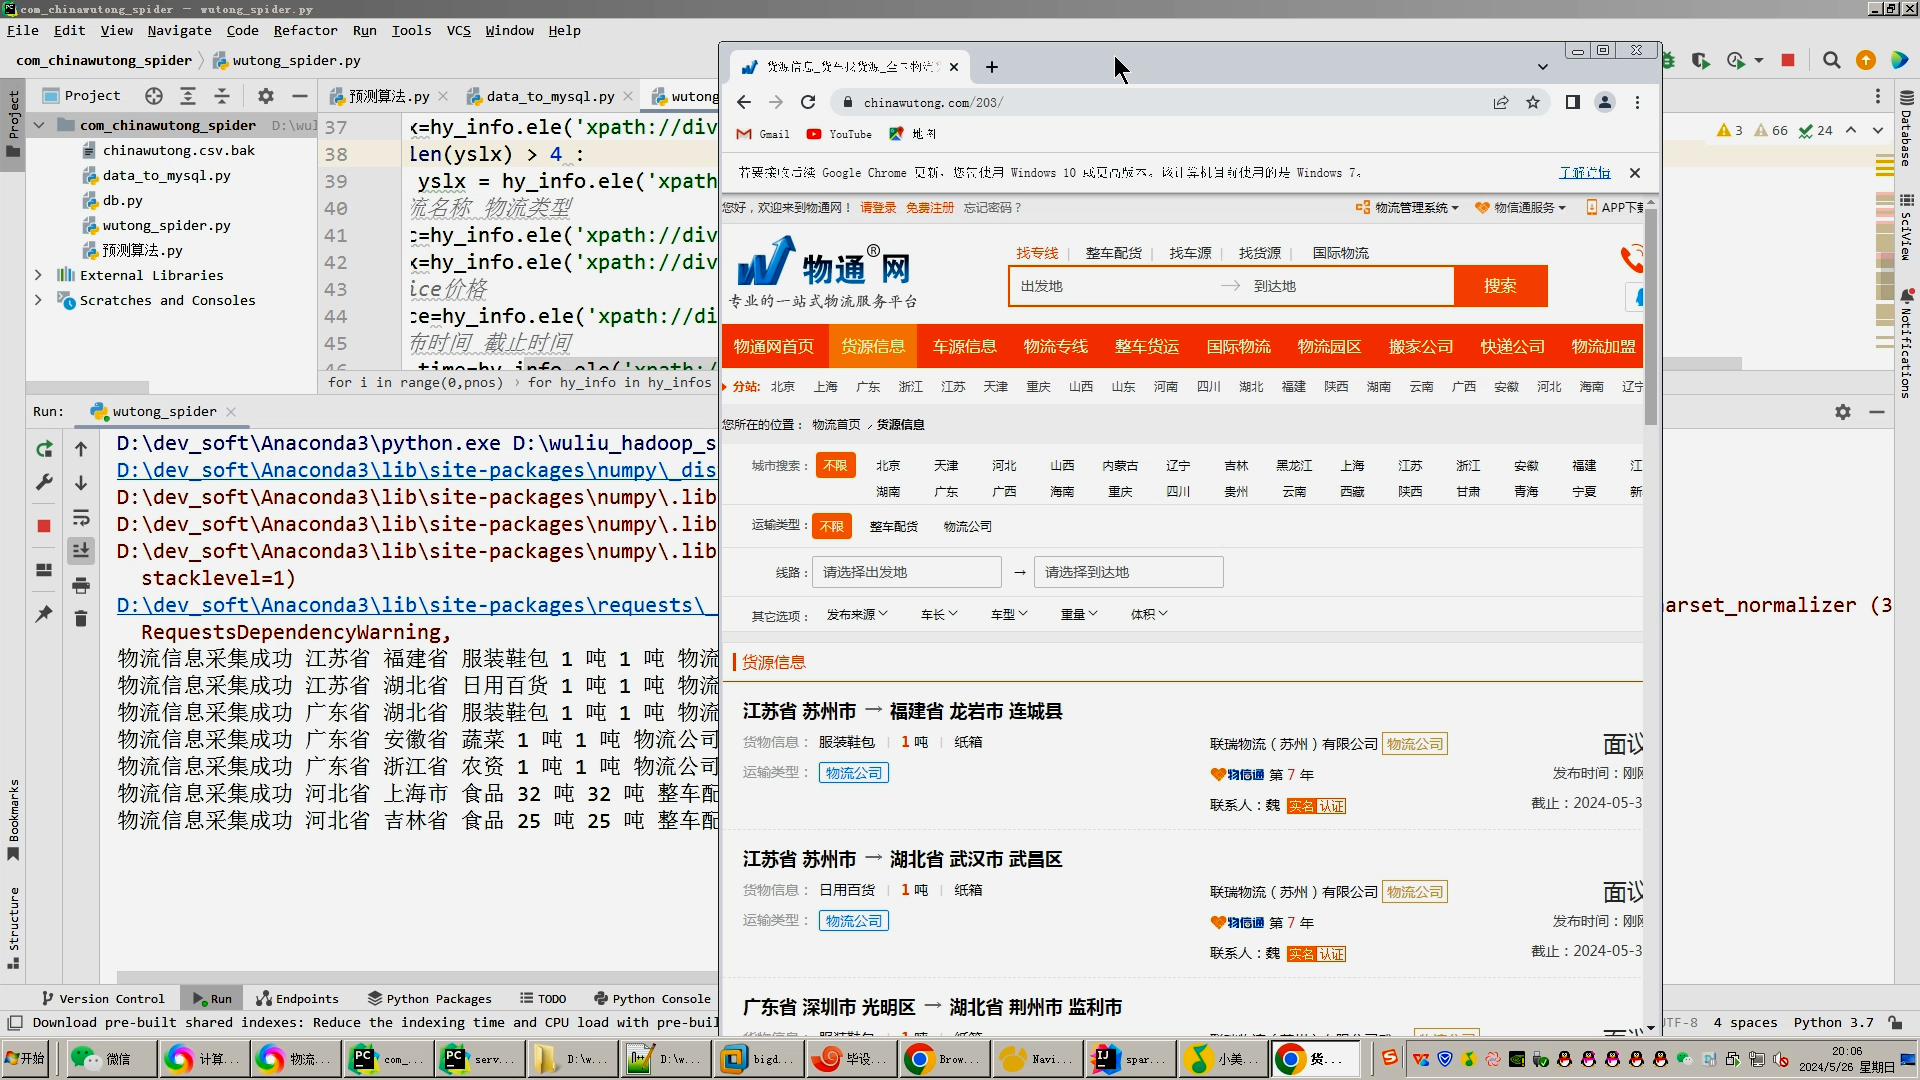 com_chinawutong_spider - wutong_spider.py
File Edit View Navigate Code Refactor Run Tools VCS Window Help
com_chinawutong_spider wutong_spider.py
Project
预测算法.py
data_to_mysql.py
wutong
com_chinawutong_spider D:\wul
chinawutong.csv.bak
data_to_mysql.py
db.py
wutong_spider.py
预测算法.py
External Libraries
Scratches and Consoles
37 x=hy_info.ele('xpath://div
38 len(yslx) > 4 :
39 yslx = hy_info.ele('xpath
40 流名称 物流类型
41 c=hy_info.ele('xpath://div
42 x=hy_info.ele('xpath://div
43 ice价格
44 ce=hy_info.ele('xpath://di
45 布时间 截止时间
for i in range(0,pnos) › for hy_info in hy_infos
3 66 24
Database
SciView
Notifications
Project
Bookmarks
Structure
Run: wutong_spider
D:\dev_soft\Anaconda3\python.exe D:\wuliu_hadoop_s
D:\dev_soft\Anaconda3\lib\site-packages\numpy\_dis
D:\dev_soft\Anaconda3\lib\site-packages\numpy\.lib
D:\dev_soft\Anaconda3\lib\site-packages\numpy\.lib
D:\dev_soft\Anaconda3\lib\site-packages\numpy\.lib
stacklevel=1)
D:\dev_soft\Anaconda3\lib\site-packages\requests\_
arset_normalizer (3
RequestsDependencyWarning,
物流信息采集成功 江苏省 福建省 服装鞋包 1 吨 1 吨 物流
物流信息采集成功 江苏省 湖北省 日用百货 1 吨 1 吨 物流
物流信息采集成功 广东省 湖北省 服装鞋包 1 吨 1 吨 物流
物流信息采集成功 广东省 安徽省 蔬菜 1 吨 1 吨 物流公司
物流信息采集成功 广东省 浙江省 农资 1 吨 1 吨 物流公司
物流信息采集成功 河北省 上海市 食品 32 吨 32 吨 整车配
物流信息采集成功 河北省 吉林省 食品 25 吨 25 吨 整车配
chinawutong.com/203/
Gmail YouTube 地图
若要接收后续 Google Chrome 更新，您需使用 Windows 10 或更高版本。该计算机目前使用的是 Windows 7。
了解详情
您好，欢迎来到物通网！ 请登录 免费注册 忘记密码？
物流管理系统 物信通服务 APP下载
物通®网
专业的一站式物流服务平台
找专线 | 整车配货 | 找车源 | 找货源 | 国际物流
出发地 → 到达地 搜索
物通网首页 货源信息 车源信息 物流专线 整车货运 国际物流 物流园区 搬家公司 快递公司 物流加盟
分站: 北京 上海 广东 浙江 江苏 天津 重庆 山西 山东 河南 四川 湖北 福建 陕西 湖南 云南 广西 安徽 河北 海南 辽宁
您所在的位置： 物流首页 货源信息
城市搜索： 不限 北京 天津 河北 山西 内蒙古 辽宁 吉林 黑龙江 上海 江苏 浙江 安徽 福建 江
湖南 广东 广西 海南 重庆 四川 贵州 云南 西藏 陕西 甘肃 青海 宁夏 新
运输类型： 不限 整车配货 物流公司
线路： 请选择出发地 → 请选择到达地
其它选项： 发布来源 车长 车型 重量 体积
货源信息
江苏省 苏州市 → 福建省 龙岩市 连城县
货物信息： 服装鞋包 | 1 吨 | 纸箱
联瑞物流（苏州）有限公司 物流公司
面议
运输类型： 物流公司
物信通 第 7 年
发布时间：刚刚
联系人：魏 实名 认证
截止：2024-05-3
江苏省 苏州市 → 湖北省 武汉市 武昌区
货物信息： 日用百货 | 1 吨 | 纸箱
联瑞物流（苏州）有限公司 物流公司
面议
运输类型： 物流公司
物信通 第 7 年
发布时间：刚刚
联系人：魏 实名 认证
截止：2024-05-3
广东省 深圳市 光明区 → 湖北省 荆州市 监利市
Version Control Run Endpoints Python Packages TODO Python Console
Download pre-built shared indexes: Reduce the indexing time and CPU load with pre-buil
UTF-8 4 spaces Python 3.7
开始 微信 计算... 物流... com_... serv... D:\w... D:\w... bigd... 毕设... Brow... Navi... spar... 小美... 货...
20:06
2024/5/26 星期日